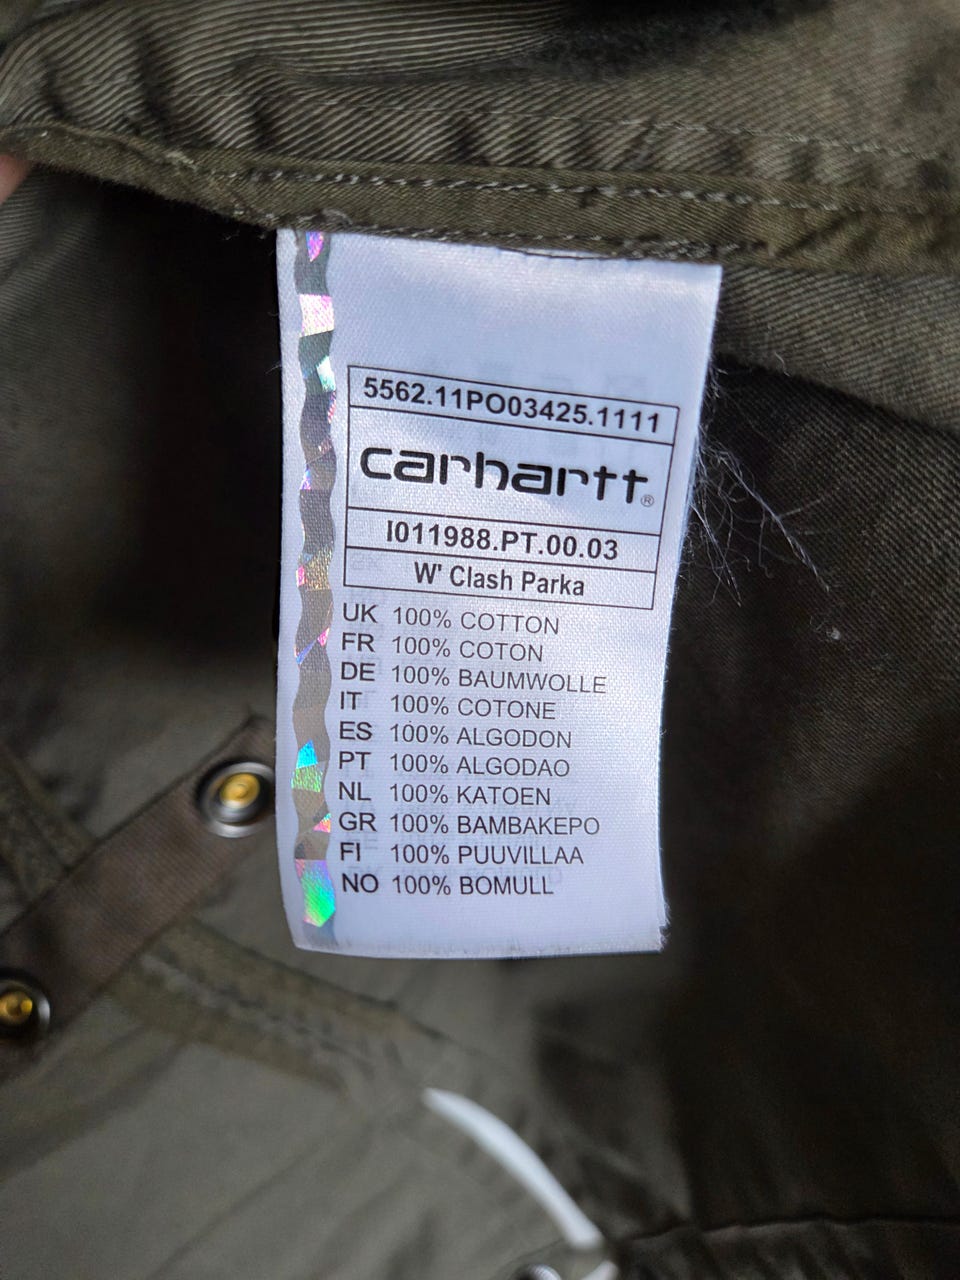 5562.11PO03425.1111
carhartt®
I011988.PT.00.03
W' Clash Parka
UK 100% COTTON
FR 100% COTON
DE 100% BAUMWOLLE
IT 100% COTONE
ES 100% ALGODON
PT 100% ALGODAO
NL 100% KATOEN
GR 100% BAMBAKEPO
FI 100% PUUVILLAA
NO 100% BOMULL